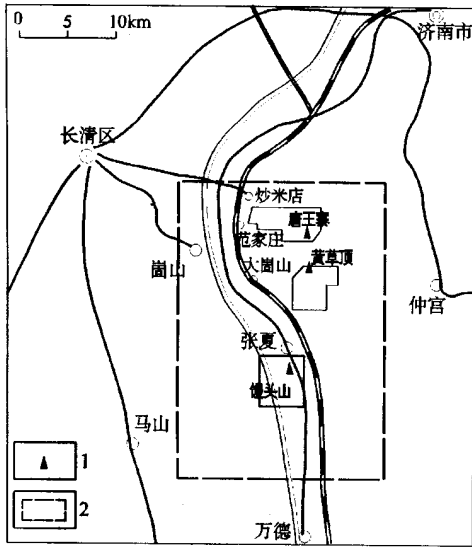 0 5 10km
济南市
长清区
炒米店
唐王寨
范家庄
黄草顶
崮山
大崮山
仲宫
张夏
馒头山
马山
1
2
万德